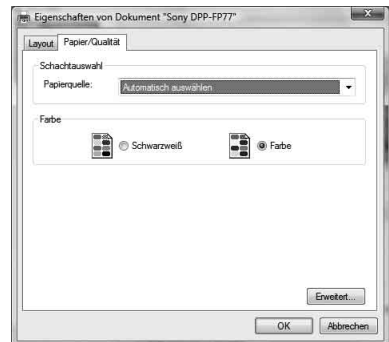 Eigenschaften von Dokument "Sony DPP-FP77"
Layout Papier/Qualität
Schachtauswahl
Papierquelle: Automatisch auswählen
Farbe
Schwarzweiß Farbe
Erweitert...
OK Abbrechen